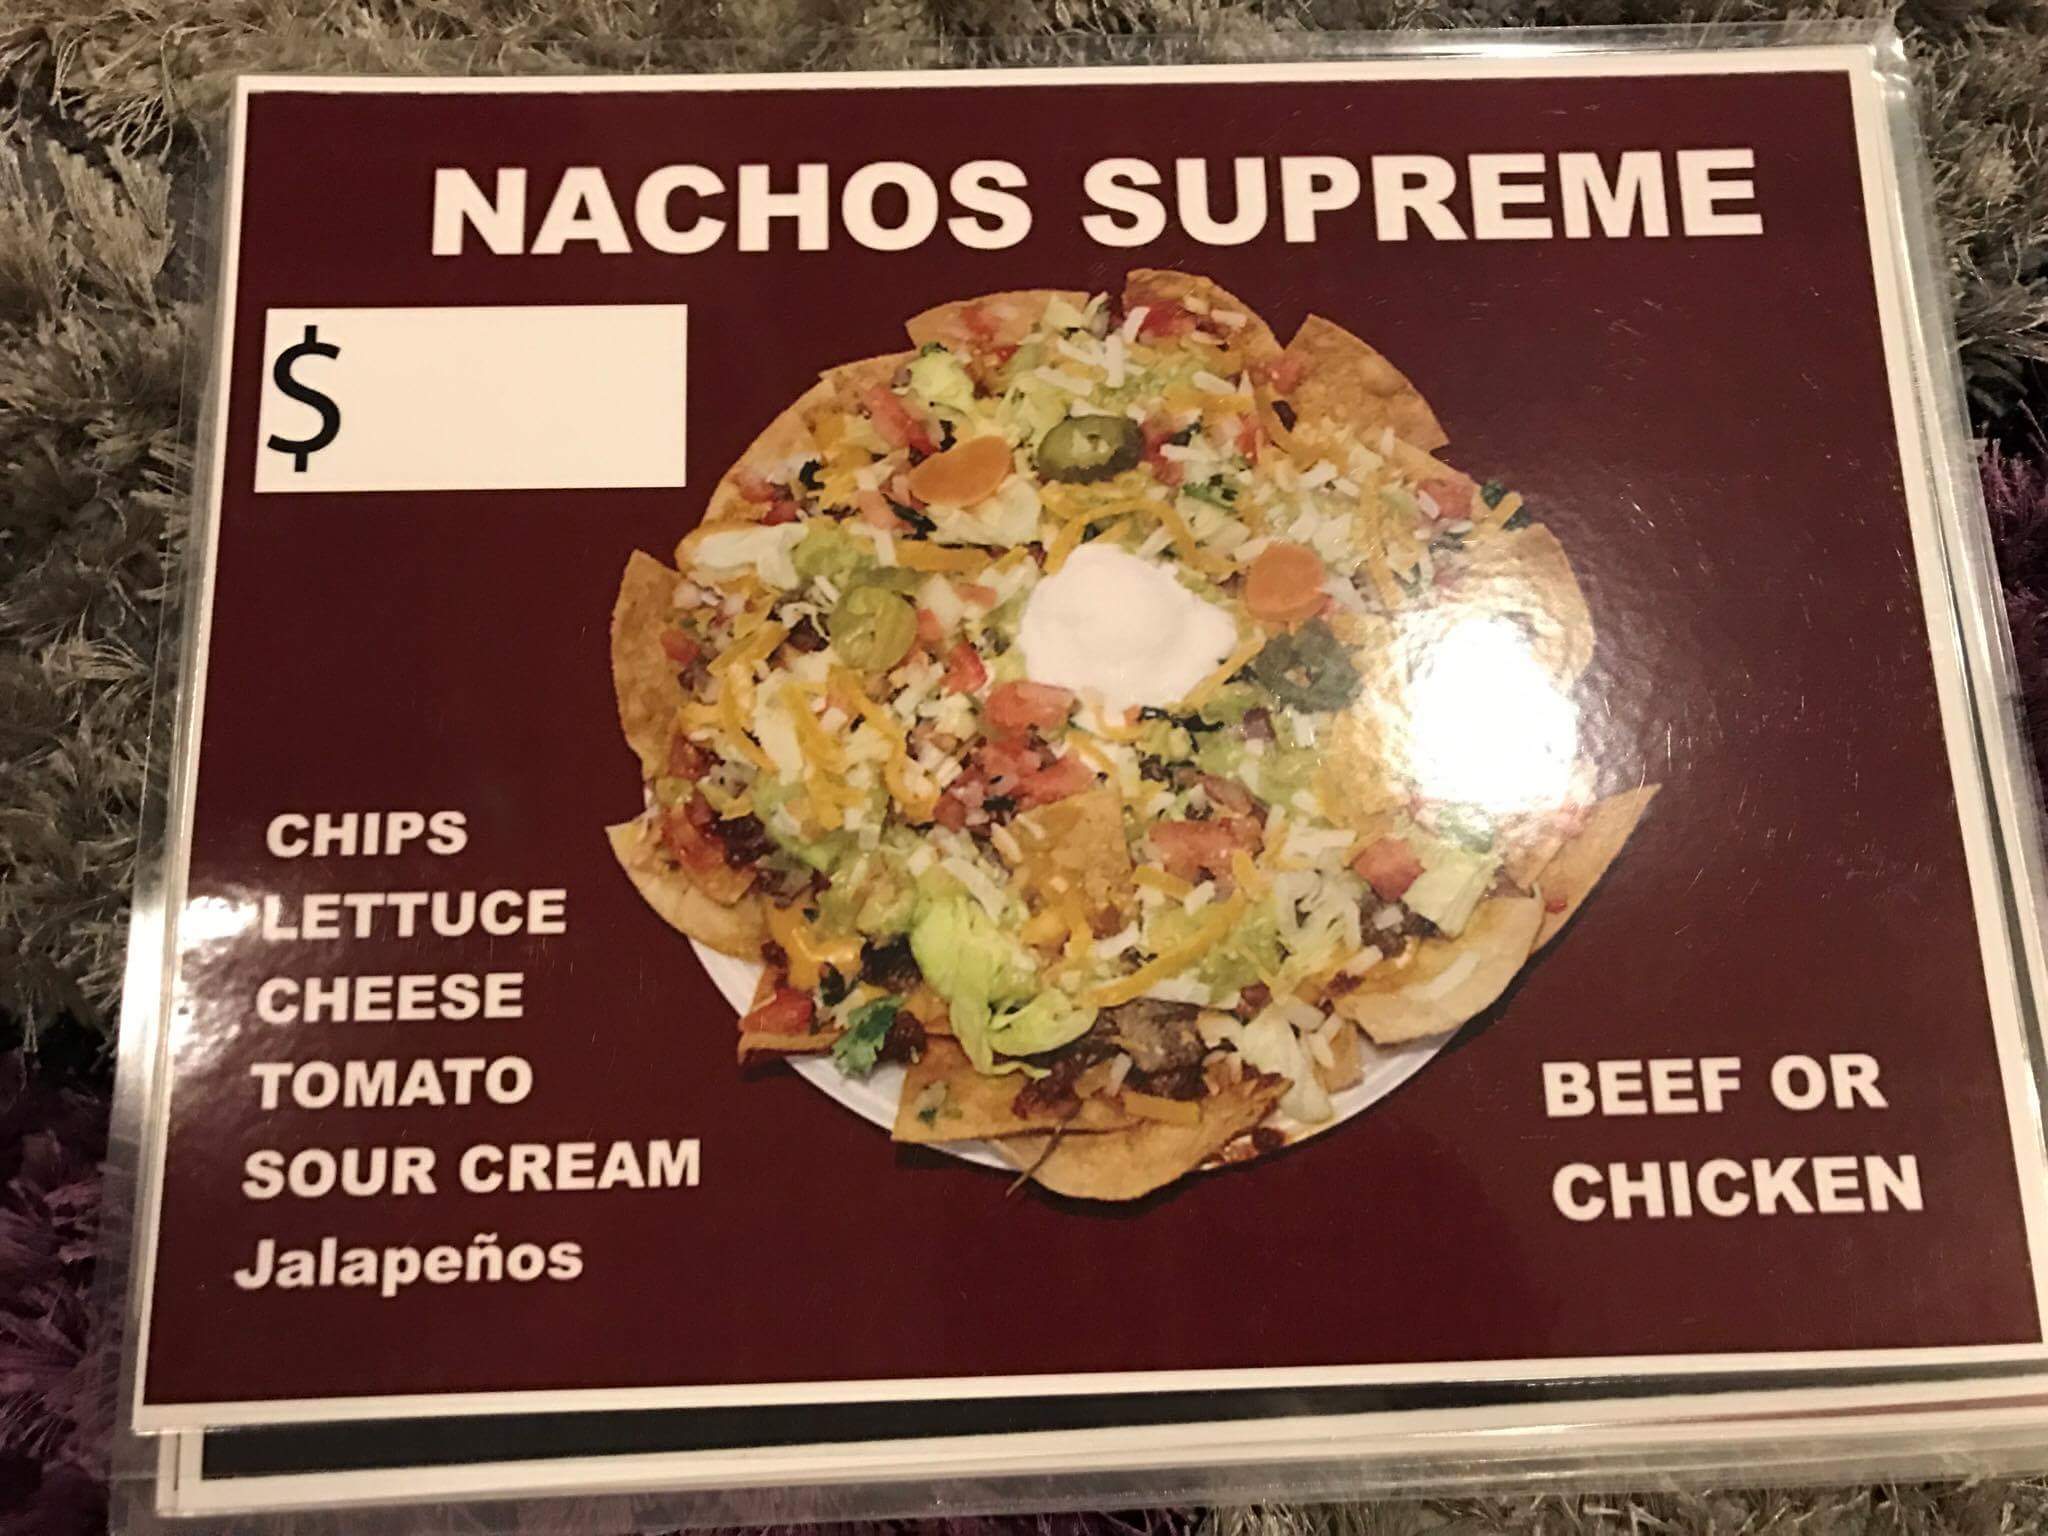 NACHOS SUPREME
$
CHIPS
LETTUCE
CHEESE
TOMATO
SOUR CREAM
Jalapeños
BEEF OR
CHICKEN